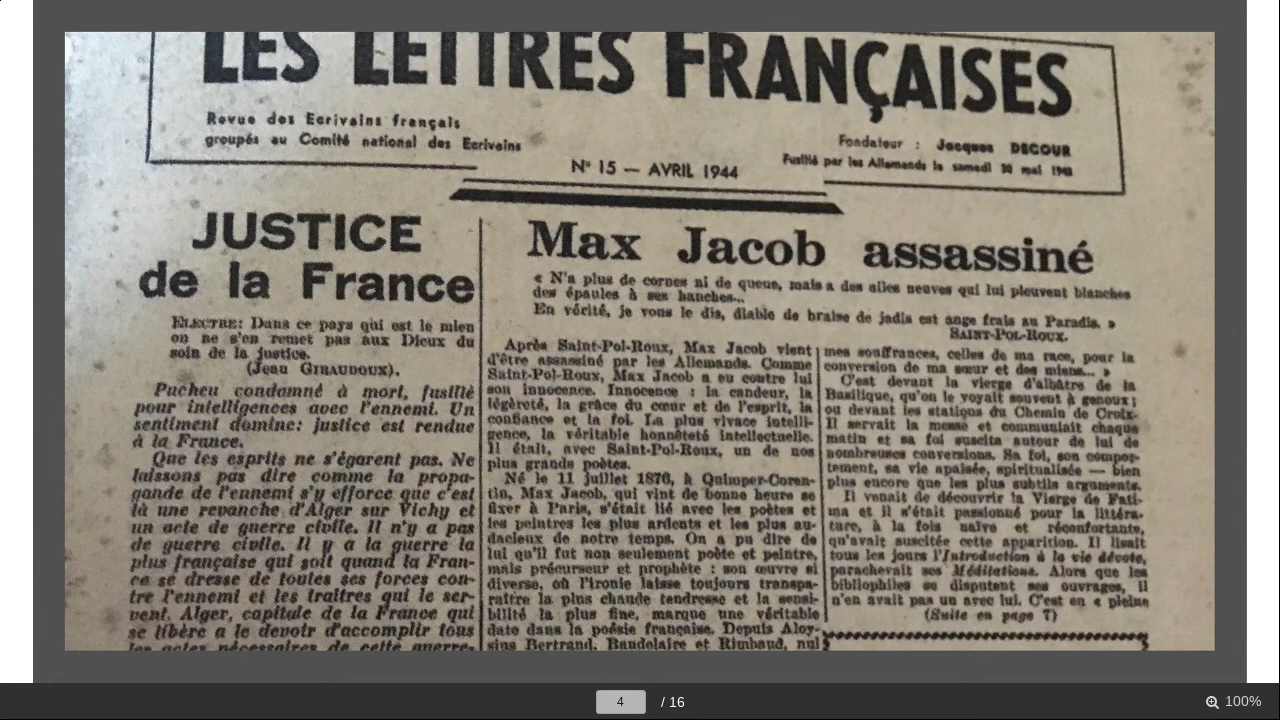 LES LETTRES FRANÇAISES
Revue des Ecrivains français
groupés au Comité national des Ecrivains
Fondateur : Jacques DECOUR
Fusillé par les Allemands le samedi 30 mai
N° 15 — AVRIL 1944
JUSTICE
de la France
ELECTRE: Dans ce pays qui est le mien
on ne s'en remet pas aux Dieux du
soin de la justice.
(Jean GIRAUDOUX).
Pucheu condamné à mort, fusillé
pour intelligences avec l'ennemi. Un
sentiment domine: justice est rendue
à la France.
Que les esprits ne s'égarent pas. Ne
laissons pas dire comme la propa-
gande de l'ennemi s'y efforce que c'est
là une revanche d'Alger sur Vichy et
un acte de guerre civile. Il n'y a pas
de guerre civile. Il y a la guerre la
plus française qui soit quand la Fran-
ce se dresse de toutes ses forces con-
tre l'ennemi et les traîtres qui le ser-
vent. Alger, capitale de la France qui
se libère a le devoir d'accomplir tous
les actes nécessaires de cette guerre.
Max Jacob assassiné
« N'a plus de cornes ni de queue, mais a des ailes neuves qui lui pleuvent blanches
des épaules à ses hanches...
En vérité, je vous le dis, diable de braise de jadis est ange frais au Paradis. »
SAINT-POL-ROUX.
Après Saint-Pol-Roux, Max Jacob vient
d'être assassiné par les Allemands. Comme
Saint-Pol-Roux, Max Jacob a eu contre lui
son innocence. Innocence : la candeur, la
légèreté, la grâce du cœur et de l'esprit, la
confiance et la foi. La plus vivace intelli-
gence, la véritable honnêteté intellectuelle.
Il était, avec Saint-Pol-Roux, un de nos
plus grands poètes.
Né le 11 juillet 1876, à Quimper-Coren-
tin, Max Jacob, qui vint de bonne heure se
fixer à Paris, s'était lié avec les poètes et
les peintres les plus ardents et les plus au-
dacieux de notre temps. On a pu dire de
lui qu'il fut non seulement poète et peintre,
mais précurseur et prophète : son œuvre si
diverse, où l'ironie laisse toujours transpa-
raître la plus chaude tendresse et la sensi-
bilité la plus fine, marque une véritable
date dans la poésie française. Depuis Aloy-
sius Bertrand, Baudelaire et Rimbaud, nul
mes souffrances, celles de ma race, pour la
conversion de ma sœur et des miens... »
C'est devant la vierge d'albâtre de la
Basilique, qu'on le voyait souvent à genoux ;
ou devant les stations du Chemin de Croix.
Il servait la messe et communiait chaque
matin et sa foi suscita autour de lui de
nombreuses conversions. Sa foi, son compor-
tement, sa vie apaisée, spiritualisée — bien
plus encore que les plus subtils arguments.
Il venait de découvrir la Vierge de Fati-
ma et il s'était passionné pour la littéra-
ture, à la fois naïve et réconfortante,
qu'avait suscitée cette apparition. Il lisait
tous les jours l'Introduction à la vie dévote,
parachevait ses Méditations. Alors que les
bibliophiles se disputent ses ouvrages, il
n'en avait pas un avec lui. C'est en « pleine
(Suite en page 7)
4 / 16
100%